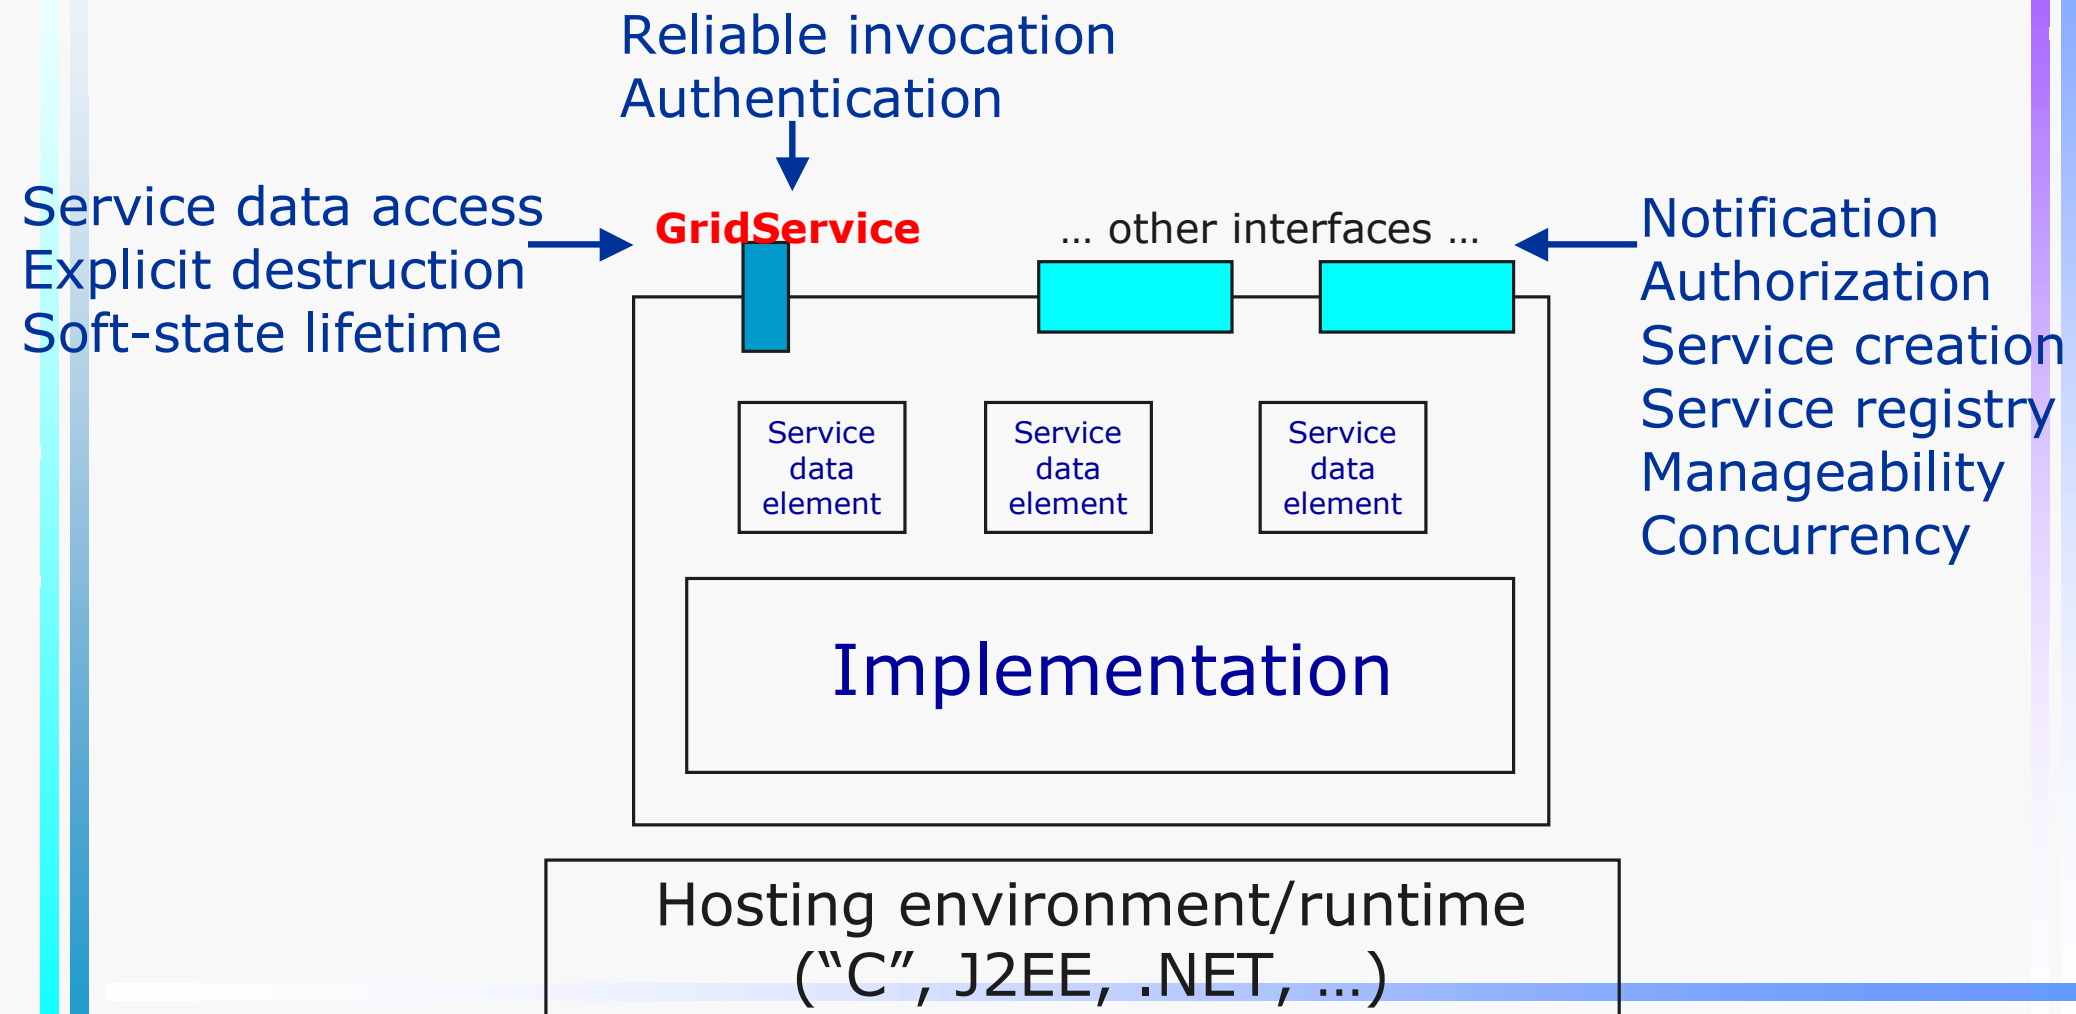 Reliable invocation
Authentication
Service data access
Explicit destruction
Soft-state lifetime
GridService
… other interfaces …
Notification
Authorization
Service creation
Service registry
Manageability
Concurrency
Service
data
element
Service
data
element
Service
data
element
Implementation
Hosting environment/runtime
(“C”, J2EE, .NET, …)